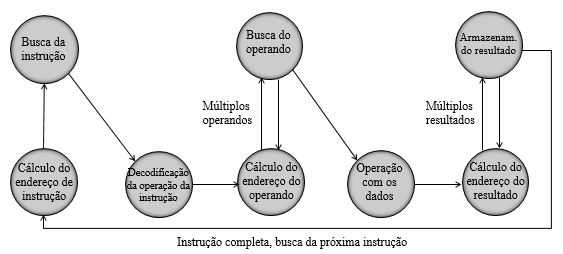 Busca da
instrução
Busca do
operando
Armazenam.
do resultado
Múltiplos
operandos
Múltiplos
resultados
Cálculo do
endereço de
instrução
Decodificação
da operação da
instrução
Cálculo do
endereço do
operando
Operação
com os
dados
Cálculo do
endereço do
resultado
Instrução completa, busca da próxima instrução